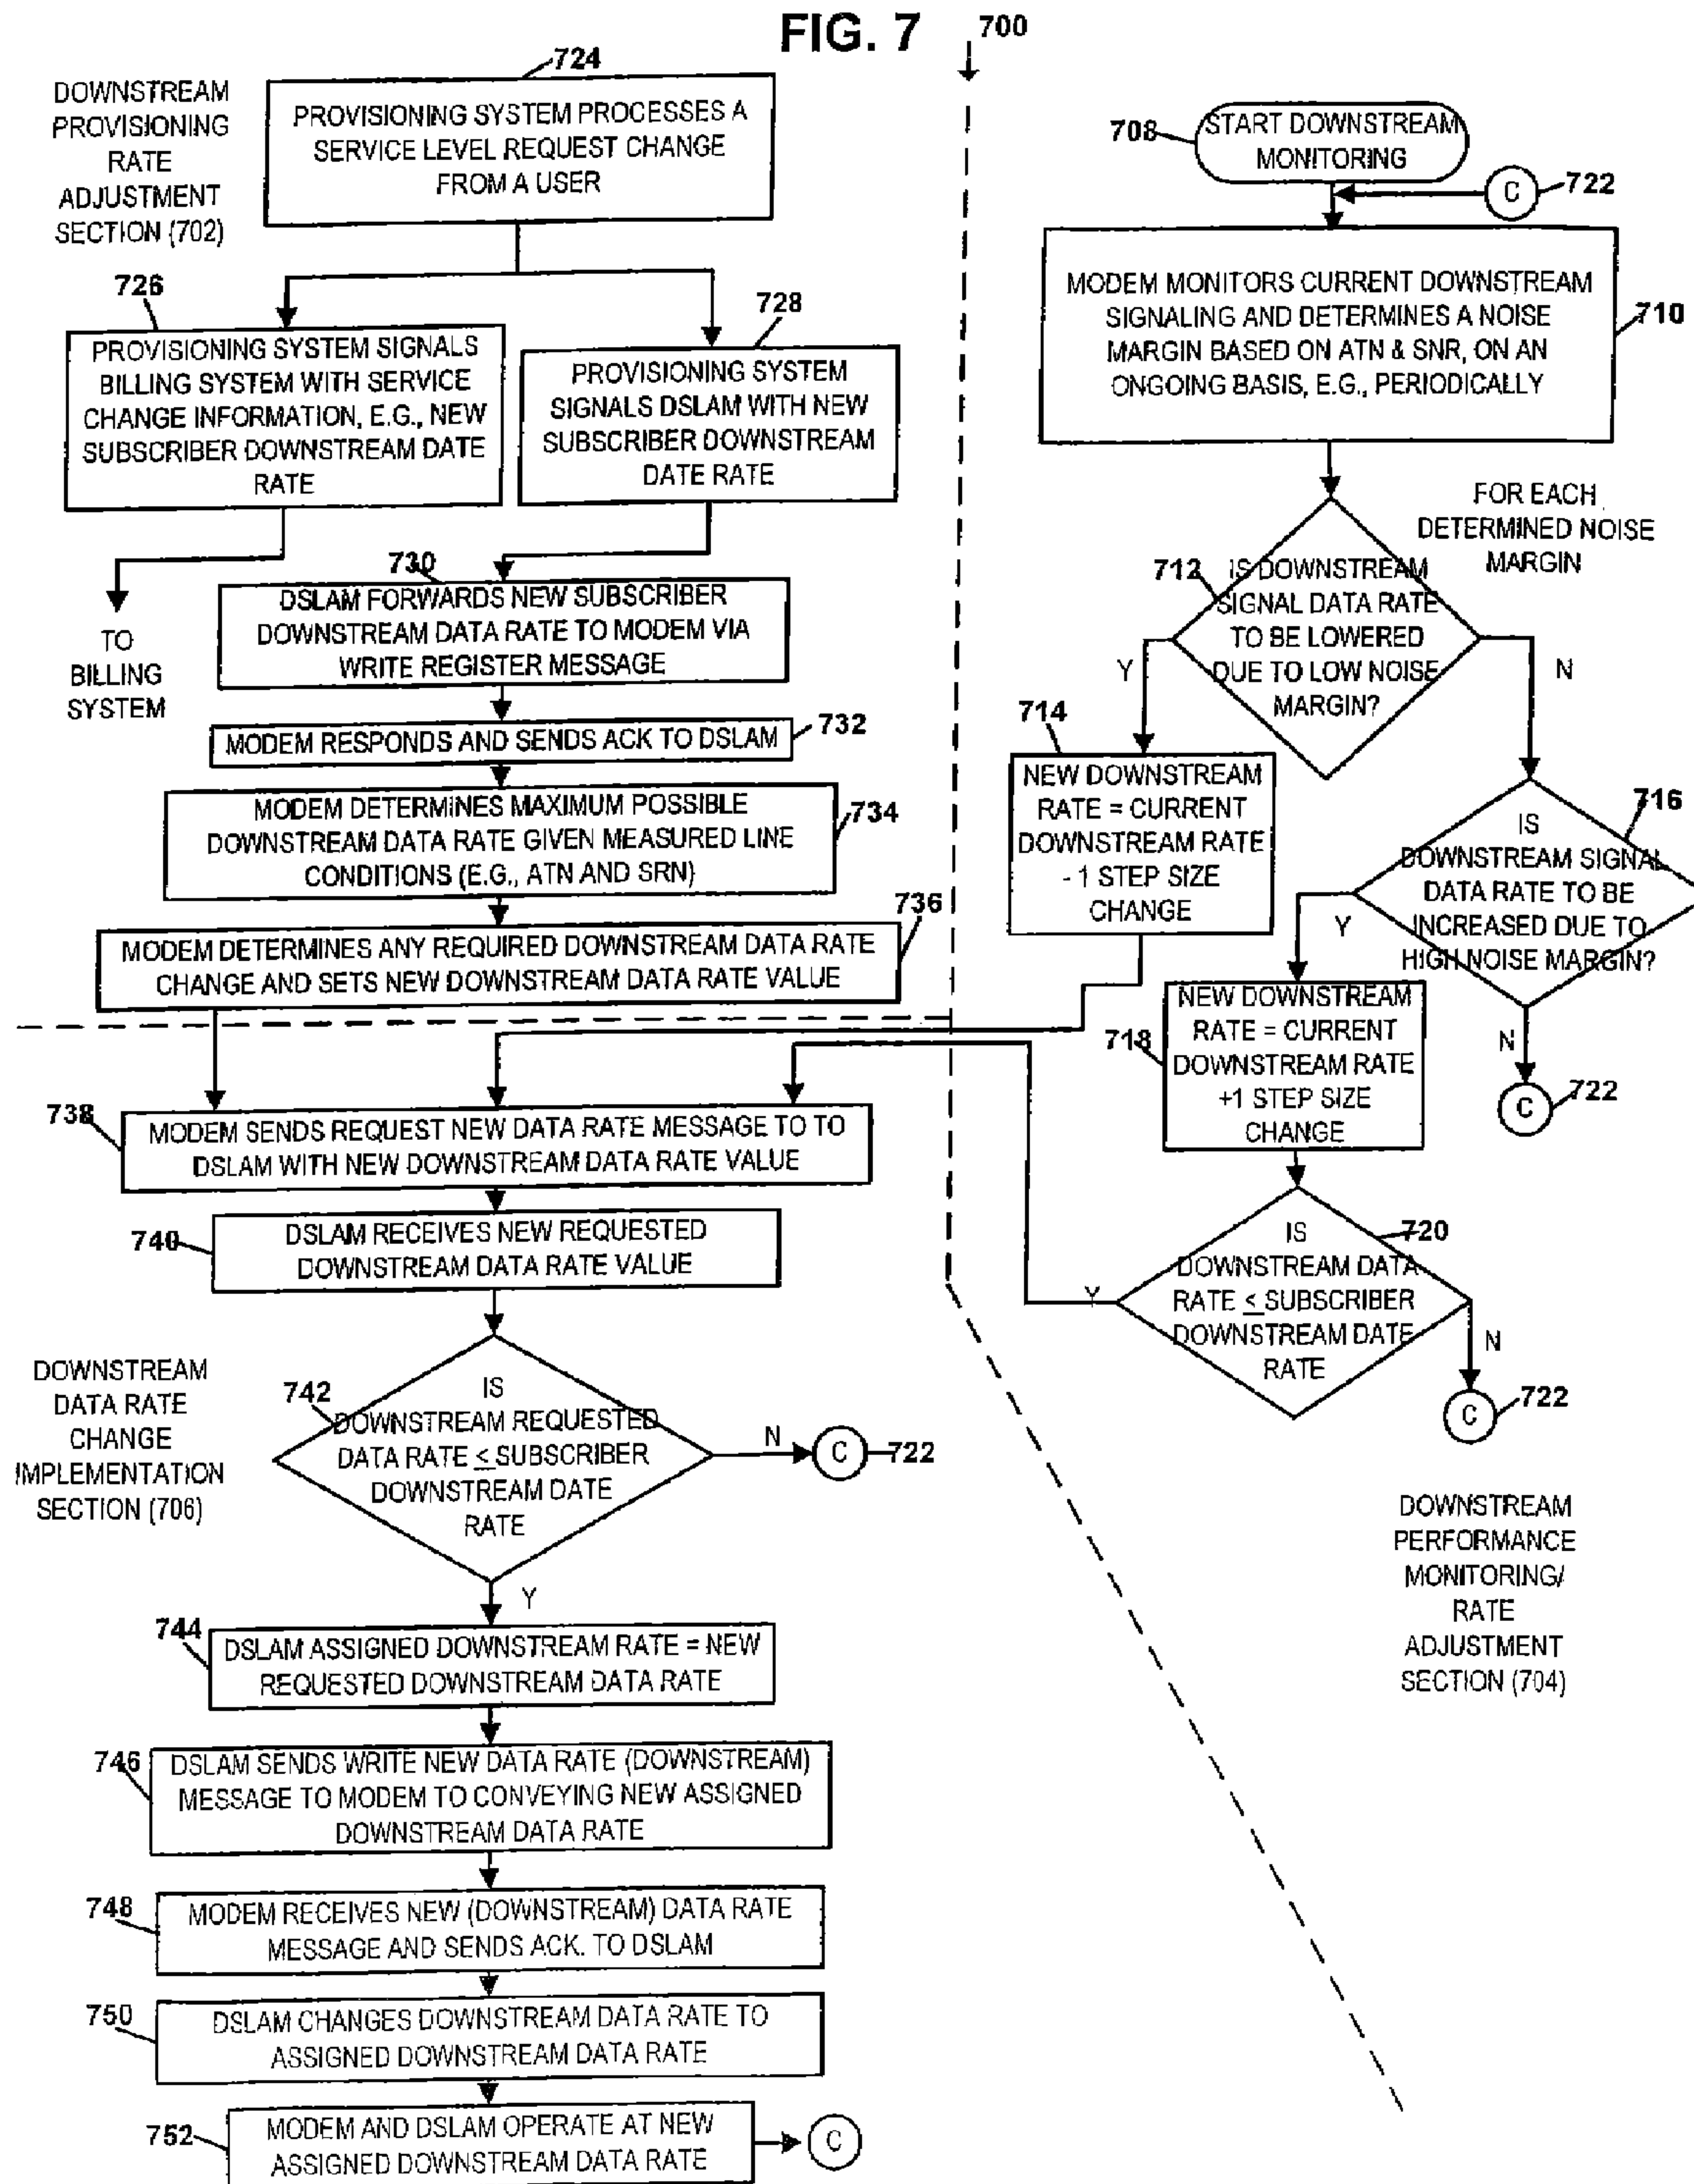 FIG. 7
700
DOWNSTREAM
PROVISIONING
RATE
ADJUSTMENT
SECTION (702)
724
PROVISIONING SYSTEM PROCESSES A
SERVICE LEVEL REQUEST CHANGE
FROM A USER
726
PROVISIONING SYSTEM SIGNALS
BILLING SYSTEM WITH SERVICE
CHANGE INFORMATION, E.G., NEW
SUBSCRIBER DOWNSTREAM DATE
RATE
728
PROVISIONING SYSTEM
SIGNALS DSLAM WITH NEW
SUBSCRIBER DOWNSTREAM
DATE RATE
TO
BILLING
SYSTEM
730
DSLAM FORWARDS NEW SUBSCRIBER
DOWNSTREAM DATA RATE TO MODEM VIA
WRITE REGISTER MESSAGE
MODEM RESPONDS AND SENDS ACK TO DSLAM
732
MODEM DETERMINES MAXIMUM POSSIBLE
DOWNSTREAM DATA RATE GIVEN MEASURED LINE
CONDITIONS (E.G., ATN AND SRN)
734
736
MODEM DETERMINES ANY REQUIRED DOWNSTREAM DATA RATE
CHANGE AND SETS NEW DOWNSTREAM DATA RATE VALUE
708
START DOWNSTREAM
MONITORING
C
722
MODEM MONITORS CURRENT DOWNSTREAM
SIGNALING AND DETERMINES A NOISE
MARGIN BASED ON ATN & SNR, ON AN
ONGOING BASIS, E.G., PERIODICALLY
710
FOR EACH
DETERMINED NOISE
MARGIN
712
IS DOWNSTREAM
SIGNAL DATA RATE
TO BE LOWERED
DUE TO LOW NOISE
MARGIN?
Y
N
714
NEW DOWNSTREAM
RATE = CURRENT
DOWNSTREAM RATE
- 1 STEP SIZE
CHANGE
716
IS
DOWNSTREAM SIGNAL
DATA RATE TO BE
INCREASED DUE TO
HIGH NOISE MARGIN?
Y
N
C
722
718
NEW DOWNSTREAM
RATE = CURRENT
DOWNSTREAM RATE
+1 STEP SIZE
CHANGE
720
IS
DOWNSTREAM DATA
RATE ≤ SUBSCRIBER
DOWNSTREAM DATE
RATE
Y
N
C
722
DOWNSTREAM
PERFORMANCE
MONITORING/
RATE
ADJUSTMENT
SECTION (704)
738
MODEM SENDS REQUEST NEW DATA RATE MESSAGE TO TO
DSLAM WITH NEW DOWNSTREAM DATA RATE VALUE
740
DSLAM RECEIVES NEW REQUESTED
DOWNSTREAM DATA RATE VALUE
DOWNSTREAM
DATA RATE
CHANGE
IMPLEMENTATION
SECTION (706)
742
IS
DOWNSTREAM REQUESTED
DATA RATE ≤ SUBSCRIBER
DOWNSTREAM DATE
RATE
N
C
722
Y
744
DSLAM ASSIGNED DOWNSTREAM RATE = NEW
REQUESTED DOWNSTREAM DATA RATE
746
DSLAM SENDS WRITE NEW DATA RATE (DOWNSTREAM)
MESSAGE TO MODEM TO CONVEYING NEW ASSIGNED
DOWNSTREAM DATA RATE
748
MODEM RECEIVES NEW (DOWNSTREAM) DATA RATE
MESSAGE AND SENDS ACK. TO DSLAM
750
DSLAM CHANGES DOWNSTREAM DATA RATE TO
ASSIGNED DOWNSTREAM DATA RATE
752
MODEM AND DSLAM OPERATE AT NEW
ASSIGNED DOWNSTREAM DATA RATE
C